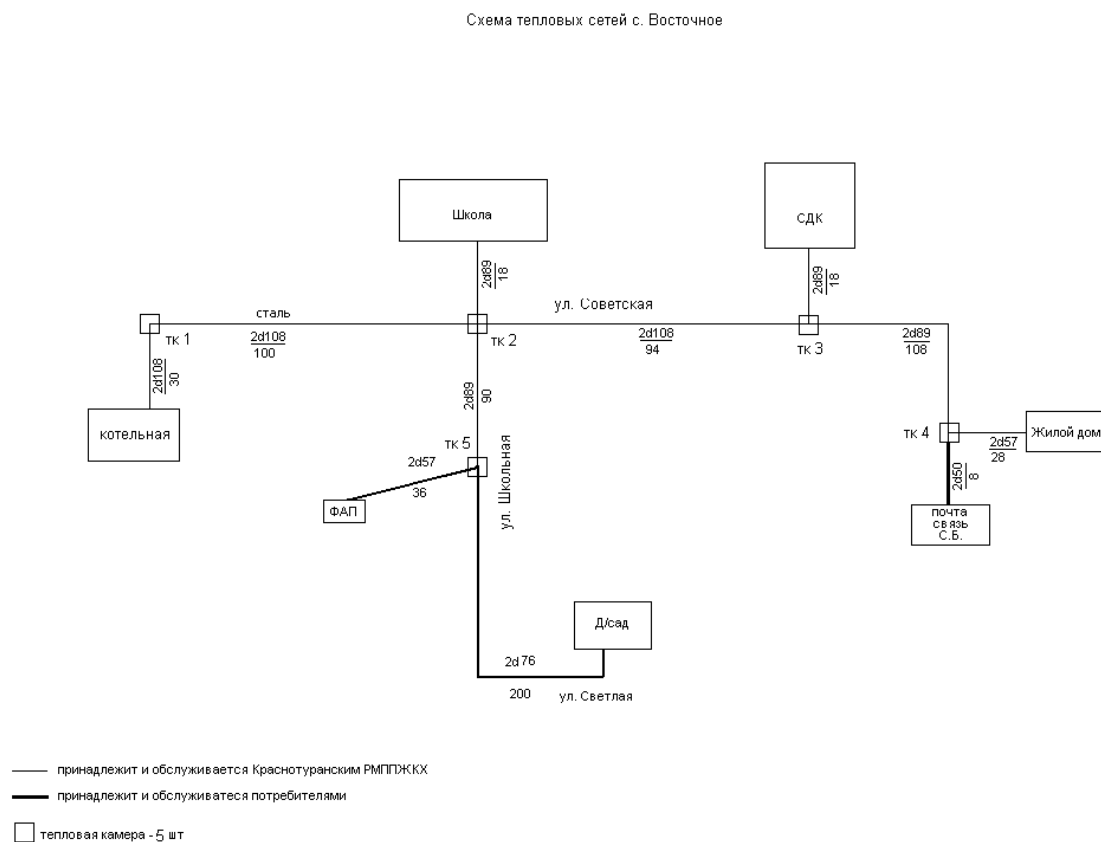 Схема тепловых сетей с. Восточное
Школа
СДК
2d89
18
2d89
18
сталь
ул. Советская
тк 1
2d108
100
тк 2
2d108
94
тк 3
2d89
108
2d108
30
котельная
2d89
90
тк 5
ул. Школьная
2d57
36
ФАП
тк 4
Жилой дом
2d57
28
2d50
8
почта
связь
С.Б.
Д/сад
2d 76
200
ул. Светлая
принадлежит и обслуживается Краснотуранским РМППЖКХ
принадлежит и обслуживатеся потребителями
тепловая камера - 5 шт